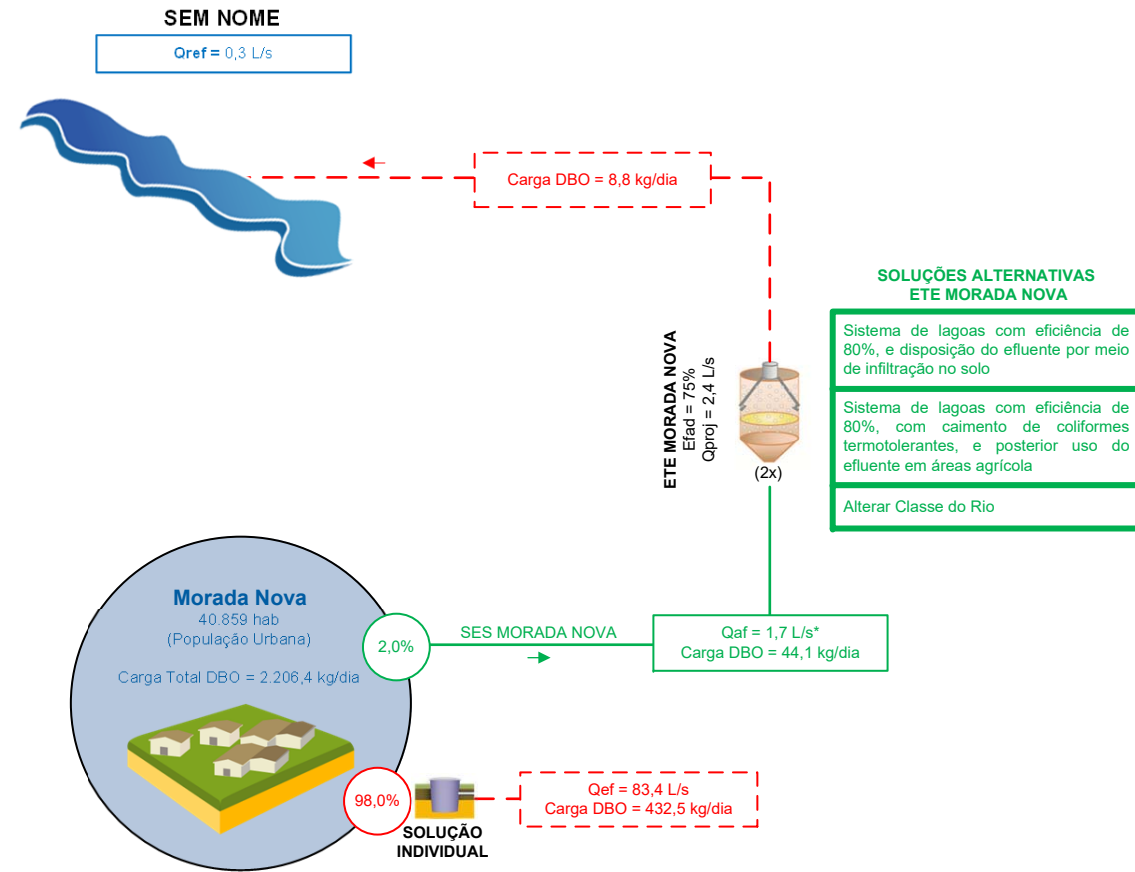 SEM NOME
Qref = 0,3 L/s
Carga DBO = 8,8 kg/dia
SOLUÇÕES ALTERNATIVAS
ETE MORADA NOVA
Sistema de lagoas com eficiência de
80%, e disposição do efluente por meio
de infiltração no solo
Sistema de lagoas com eficiência de
80%, com caimento de coliformes
termotolerantes, e posterior uso do
efluente em áreas agrícola
Alterar Classe do Rio
ETE MORADA NOVA
Efad = 75%
Qproj = 2,4 L/s
(2x)
Morada Nova
40.859 hab
(População Urbana)
Carga Total DBO = 2.206,4 kg/dia
2,0%
SES MORADA NOVA
Qaf = 1,7 L/s*
Carga DBO = 44,1 kg/dia
98,0%
SOLUÇÃO
INDIVIDUAL
Qef = 83,4 L/s
Carga DBO = 432,5 kg/dia